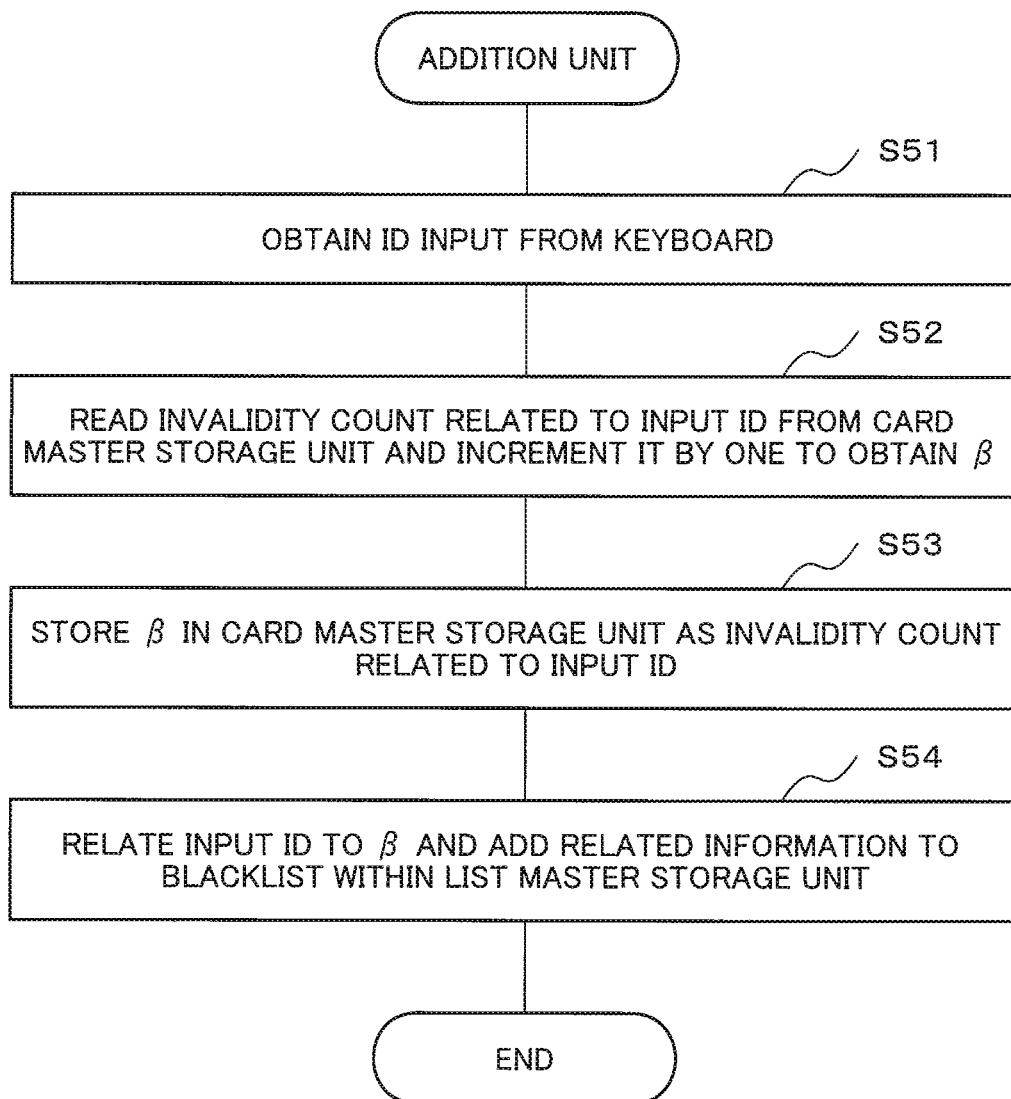 ADDITION UNIT
S51
OBTAIN ID INPUT FROM KEYBOARD
S52
READ INVALIDITY COUNT RELATED TO INPUT ID FROM CARD
MASTER STORAGE UNIT AND INCREMENT IT BY ONE TO OBTAIN β
S53
STORE β IN CARD MASTER STORAGE UNIT AS INVALIDITY COUNT
RELATED TO INPUT ID
S54
RELATE INPUT ID TO β AND ADD RELATED INFORMATION TO
BLACKLIST WITHIN LIST MASTER STORAGE UNIT
END